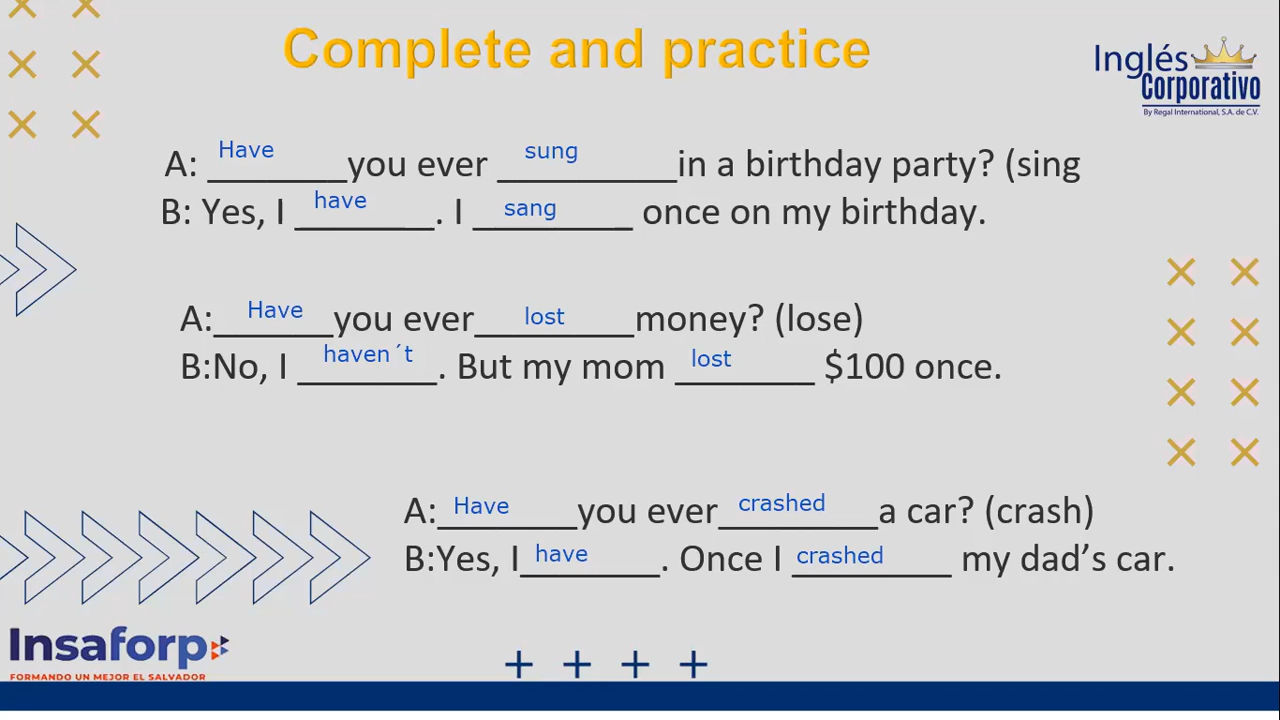 Complete and practice
Inglés
Corporativo
By Regal International, S.A. de C.V.
A: Have you ever sung in a birthday party? (sing
B: Yes, I have. I sang once on my birthday.
A: Have you ever lost money? (lose)
B:No, I haven´t. But my mom lost $100 once.
A: Have you ever crashed a car? (crash)
B:Yes, I have. Once I crashed my dad’s car.
Insaforp
FORMANDO UN MEJOR EL SALVADOR